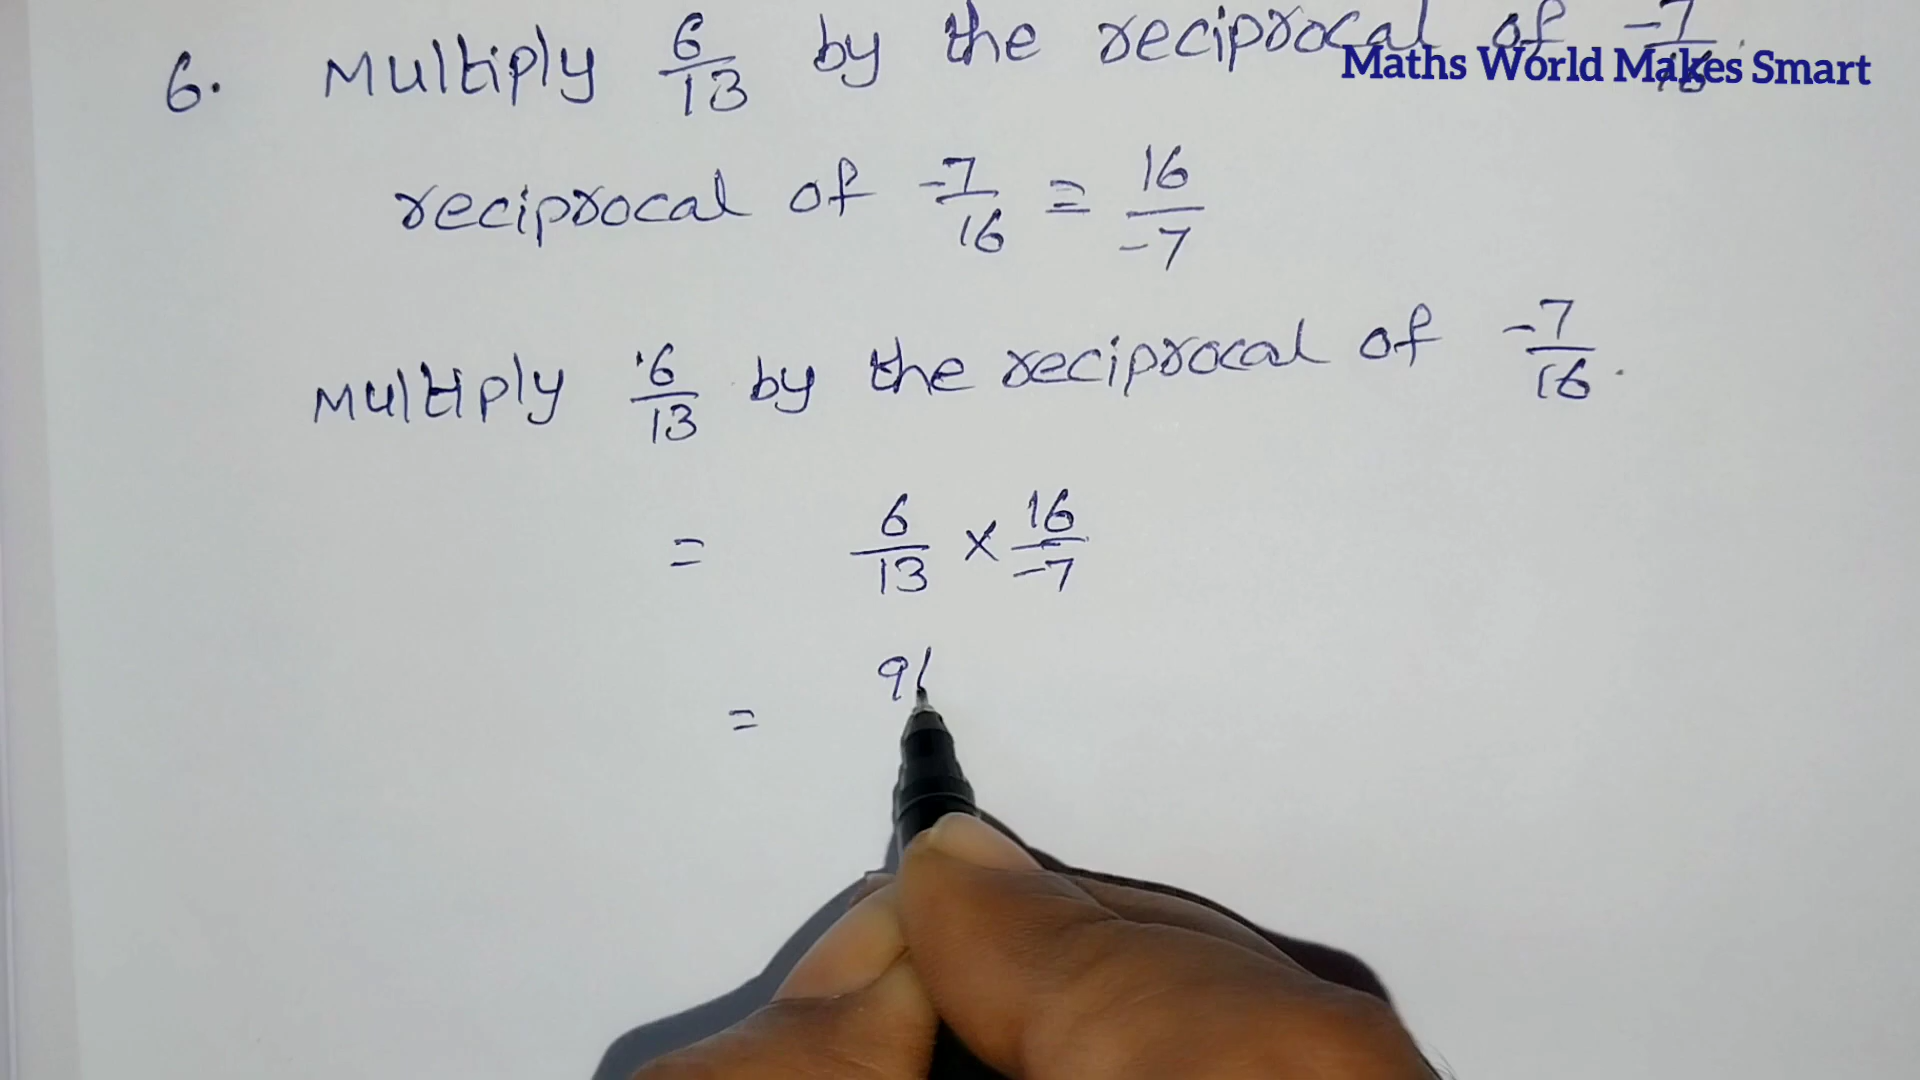 6. Multiply 6/13 by the reciprocal of -7/16.
Maths World Makes Smart
reciprocal of -7/16 = 16/-7
Multiply 6/13 by the reciprocal of -7/16.
= 6/13 × 16/-7
= 96